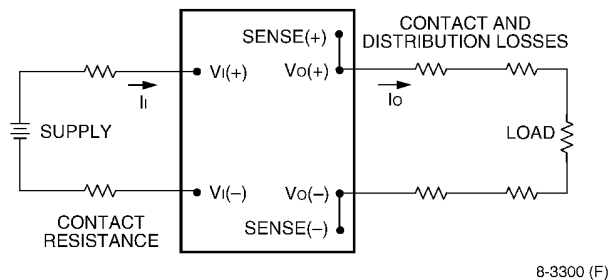 CONTACT AND
DISTRIBUTION LOSSES
SENSE(+)
VI(+)
VO(+)
II
IO
SUPPLY
LOAD
VI(–)
VO(–)
CONTACT
RESISTANCE
SENSE(–)
8-3300 (F)